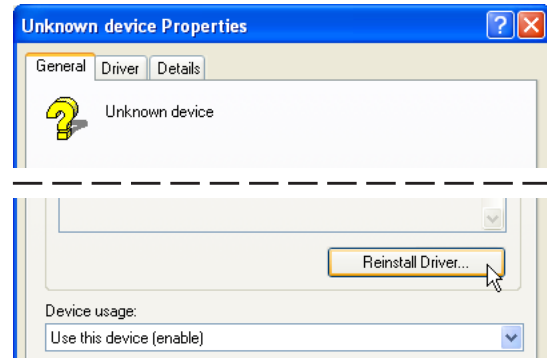 Unknown device Properties
General Driver Details
Unknown device
Reinstall Driver...
Device usage:
Use this device (enable)